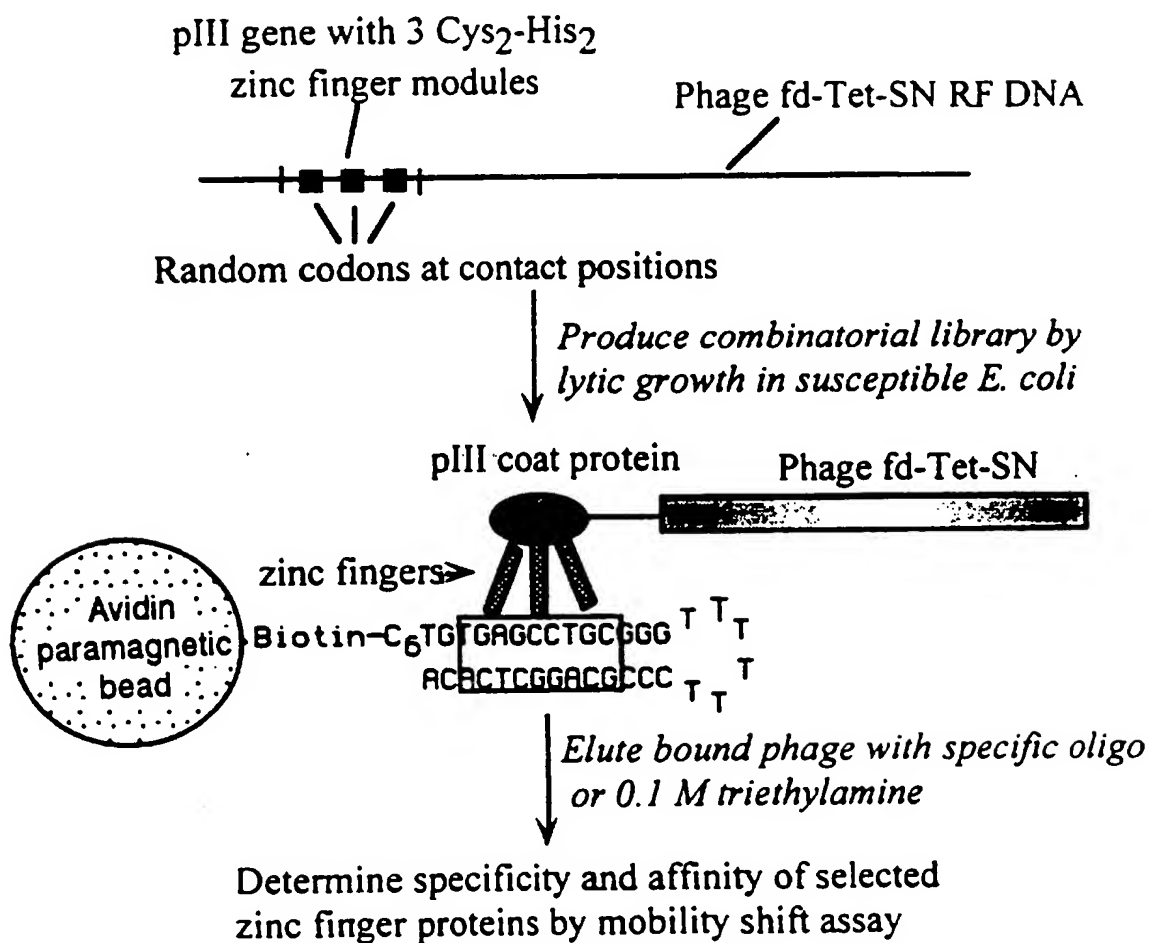 pIII gene with 3 Cys2-His2
zinc finger modules
Phage fd-Tet-SN RF DNA
Random codons at contact positions
Produce combinatorial library by
lytic growth in susceptible E. coli
pIII coat protein
Phage fd-Tet-SN
zinc fingers
Avidin
paramagnetic
bead
Biotin-C6TGTGAGCCTGCGGG T T T
ACACTCGGACGCCC T T T
Elute bound phage with specific oligo
or 0.1 M triethylamine
Determine specificity and affinity of selected
zinc finger proteins by mobility shift assay